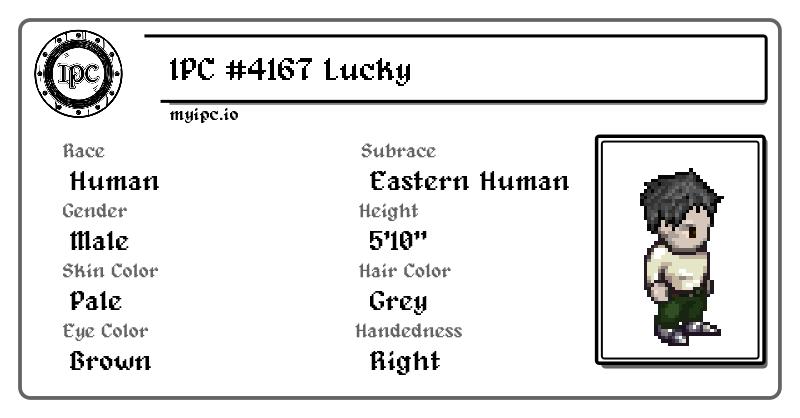 IPC
IPC #4167 Lucky
myipc.io
Race
Human
Subrace
Eastern Human
Gender
Male
Height
5'10"
Skin Color
Pale
Hair Color
Grey
Eye Color
Brown
Handedness
Right